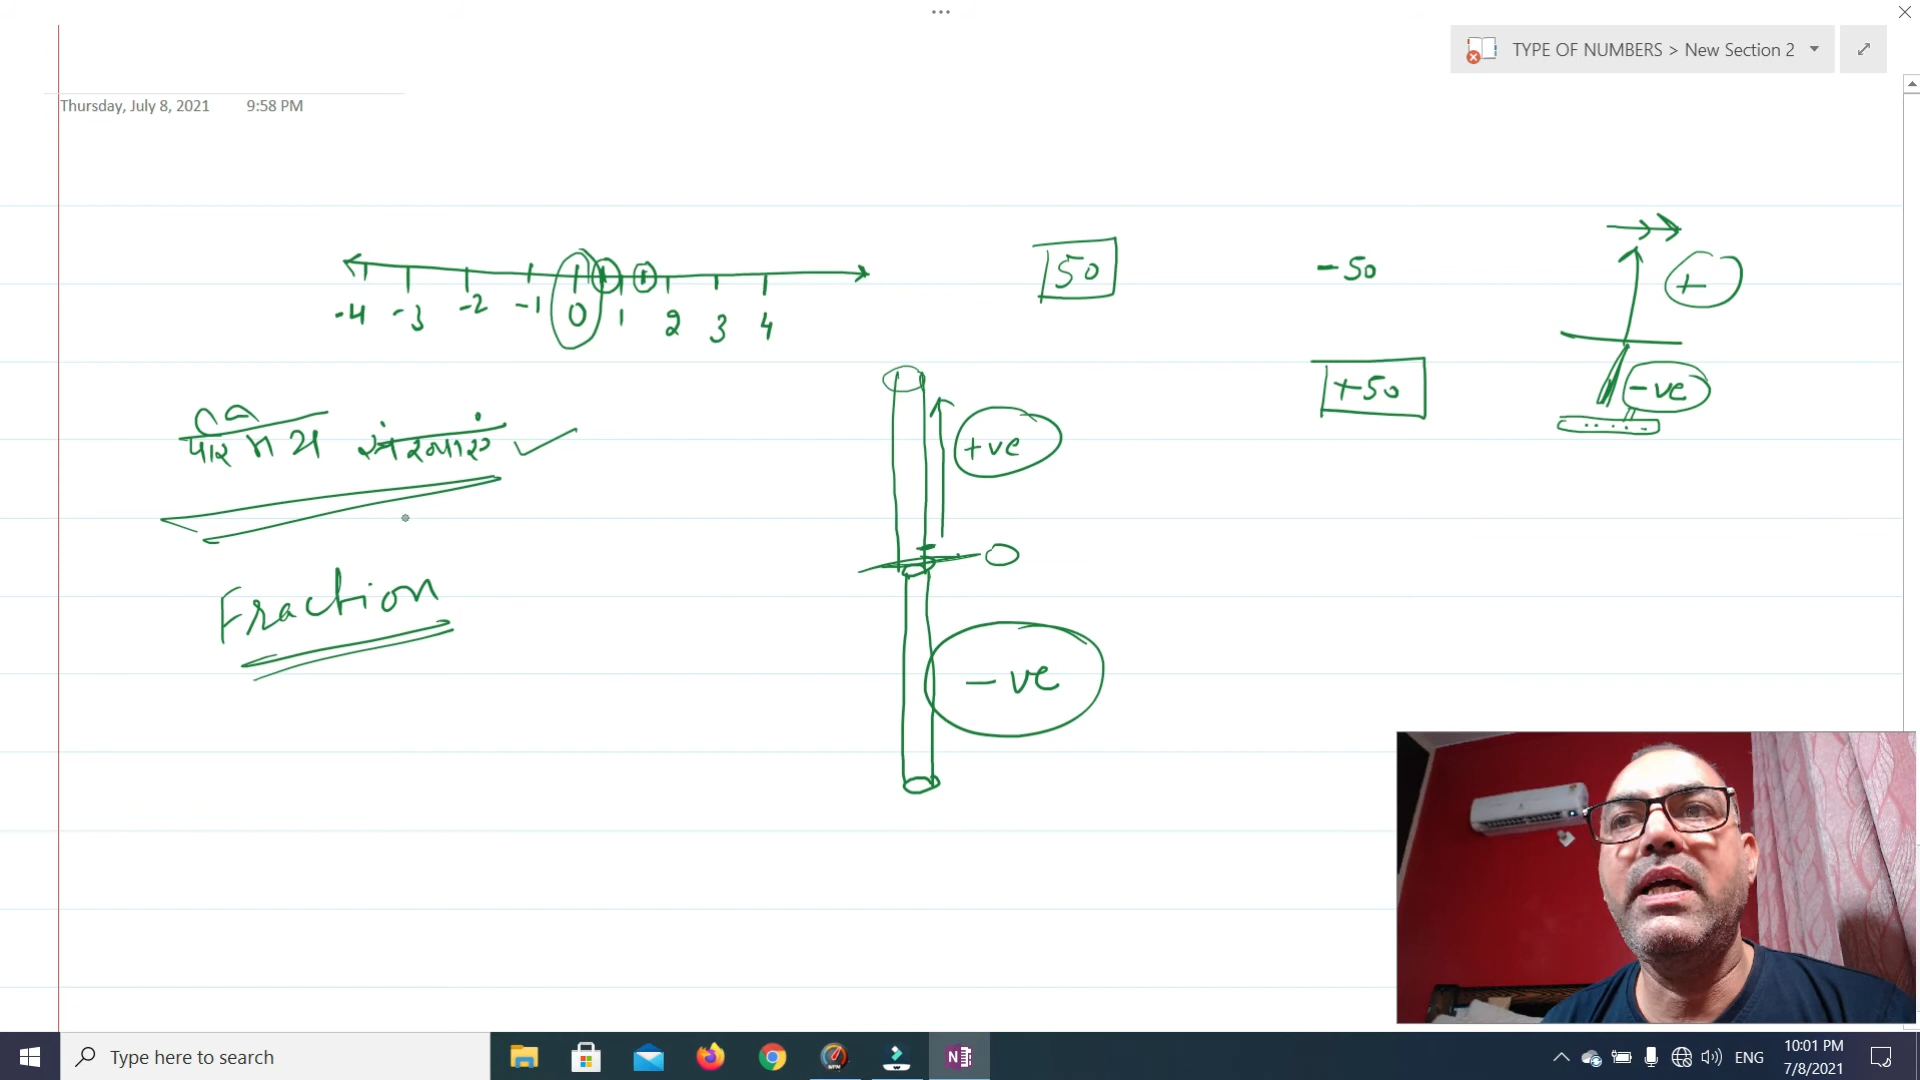 TYPE OF NUMBERS > New Section 2
Thursday, July 8, 2021 9:58 PM
-4 -3 -2 -1 0 1 2 3 4
50
-50
+
+50
-ve
+ve
0
Fraction
-ve
Type here to search
N
ENG
10:01 PM
7/8/2021